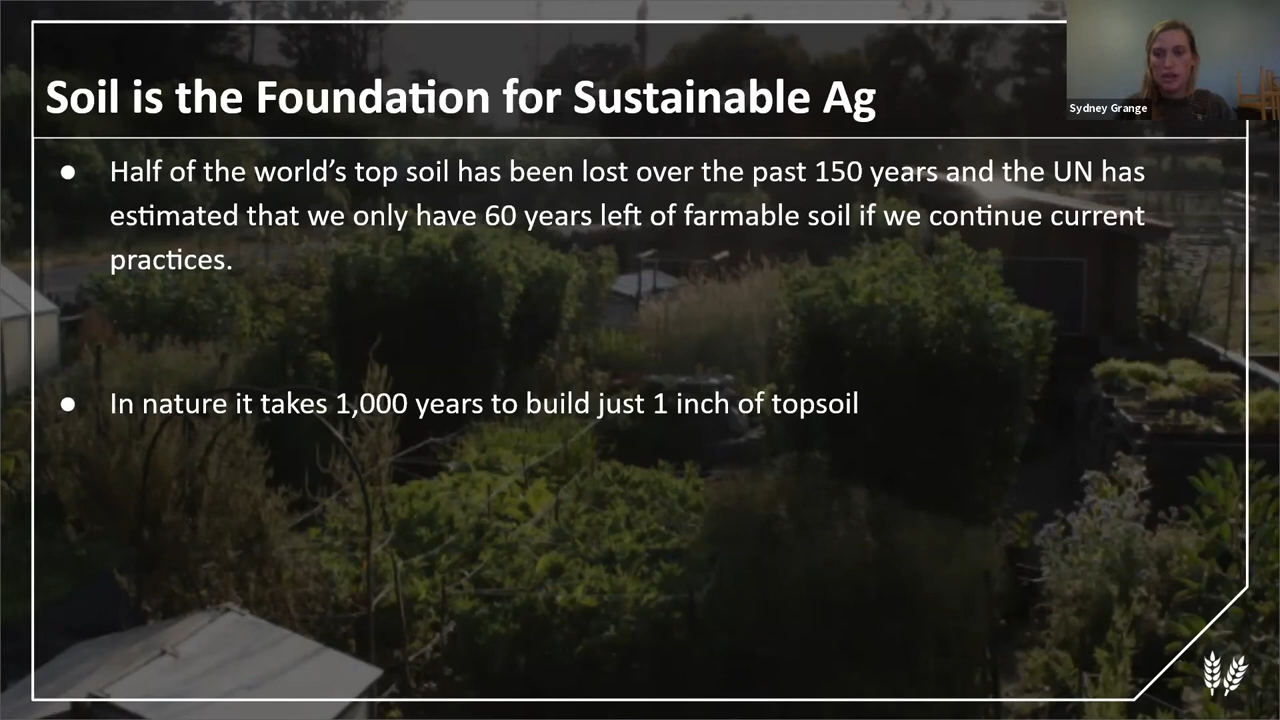 Sydney Grange
Soil is the Foundation for Sustainable Ag
● Half of the world’s top soil has been lost over the past 150 years and the UN has
estimated that we only have 60 years left of farmable soil if we continue current
practices.
● In nature it takes 1,000 years to build just 1 inch of topsoil